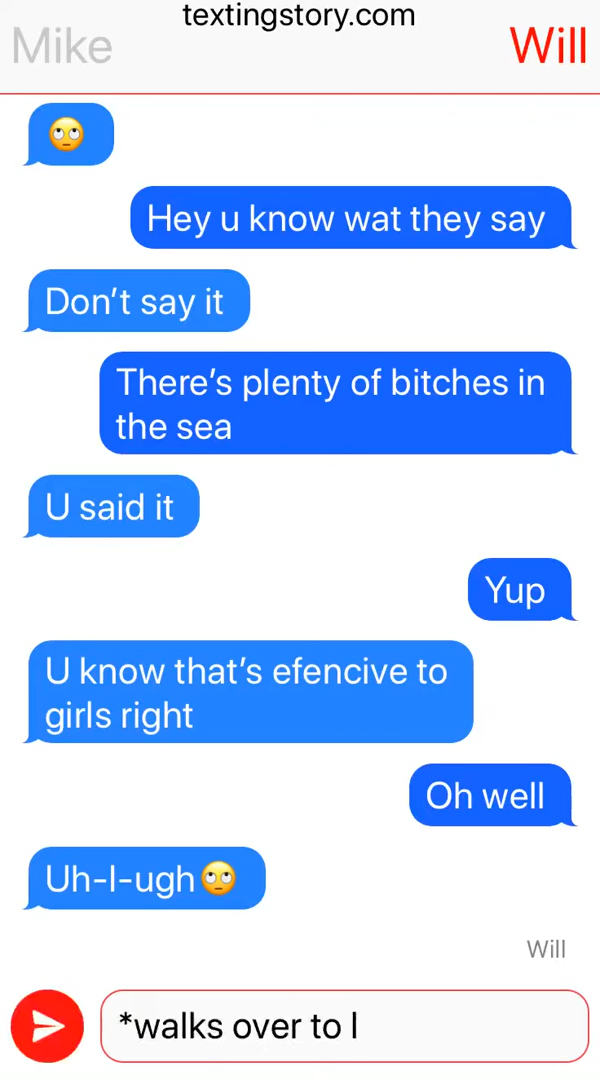 textingstory.com
Mike
Will
🙄
Hey u know wat they say
Don't say it
There's plenty of bitches in
the sea
U said it
Yup
U know that's efencive to
girls right
Oh well
Uh-I-ugh🙄
Will
*walks over to l